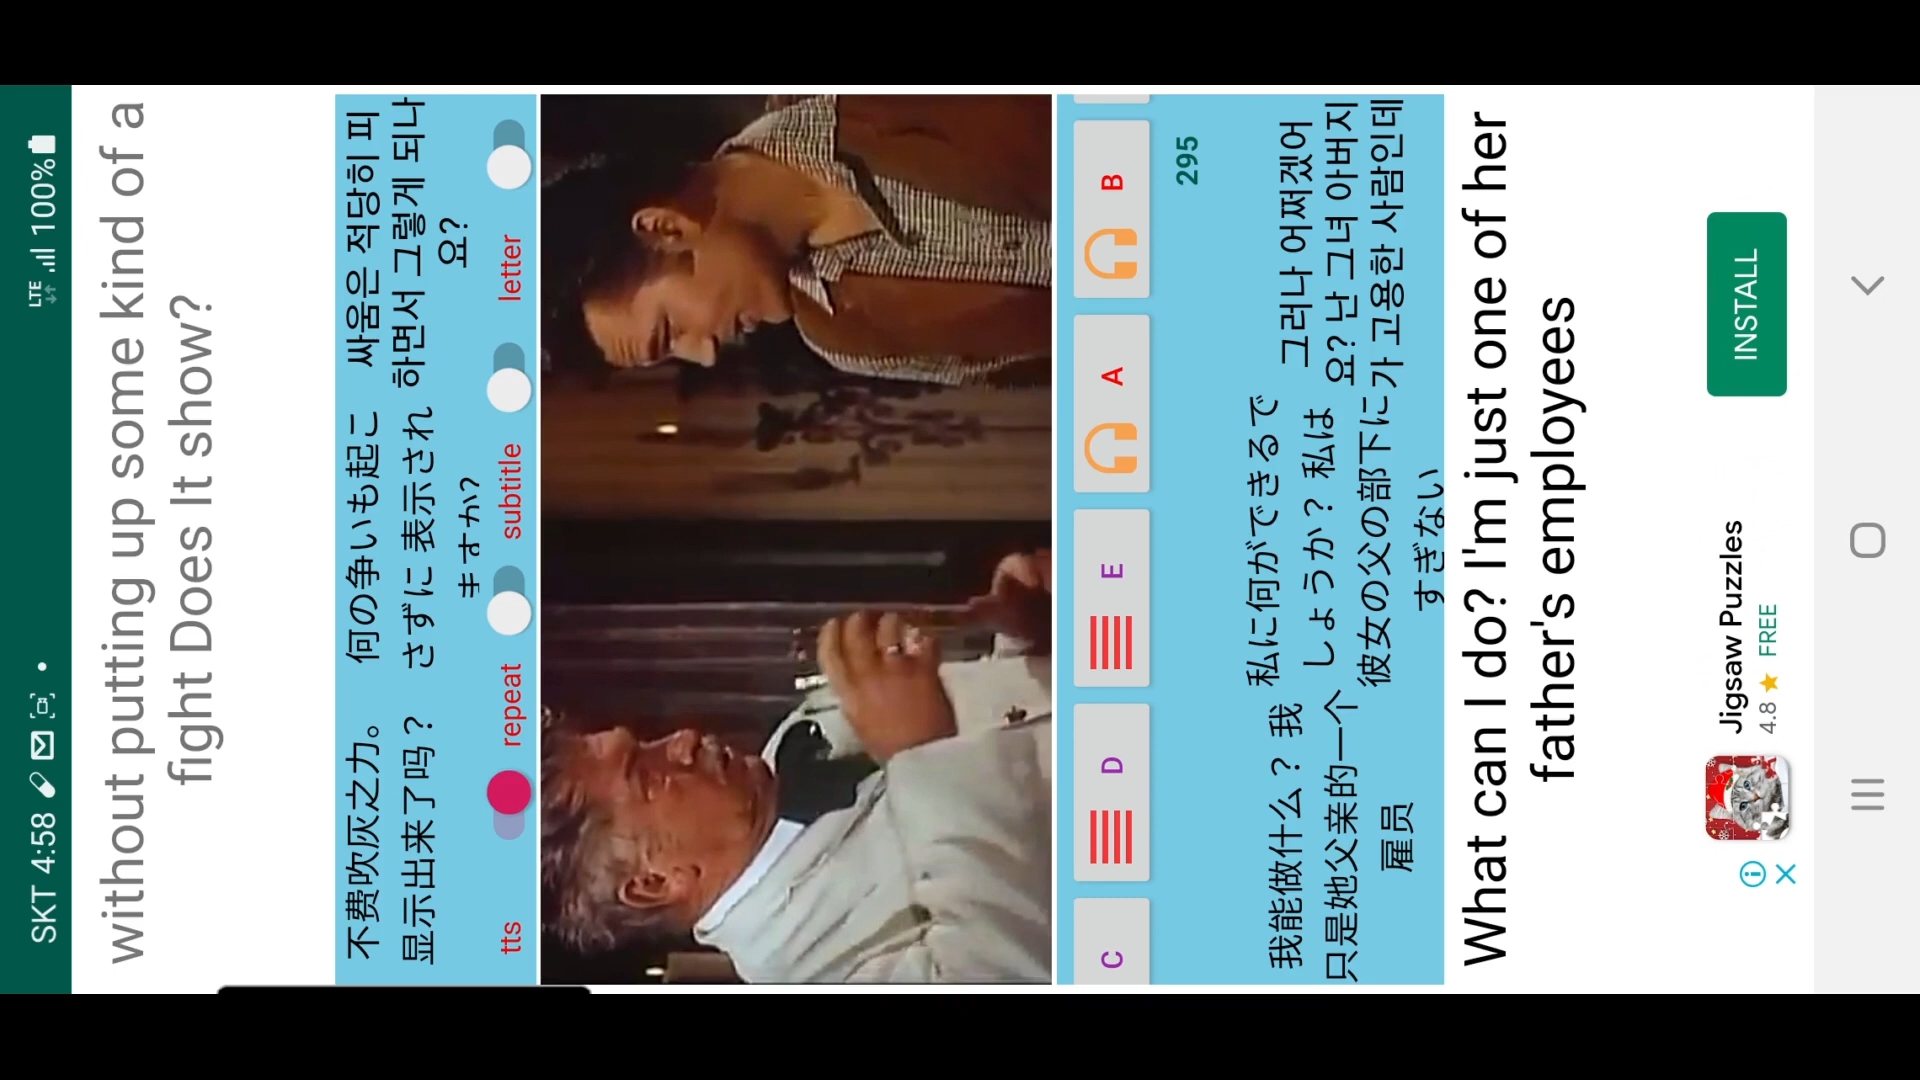 SKT 4:58
LTE
100%
without putting up some kind of a
fight Does It show?
不费吹灰之力。
显示出来了吗？
何の争いも起こ
さずに 表示され
ますか?
싸움은 적당히 피
하면서 그렇게 되나
요?
tts
repeat
subtitle
letter
C
D
E
A
B
295
我能做什么？ 我
只是她父亲的一个
雇员
私に何ができるで
しょうか？ 私は
彼女の父の部下に
すぎない
그러나 어쩌겠어
요? 난 그녀 아버지
가 고용한 사람인데
What can I do? I'm just one of her
father's employees
Jigsaw Puzzles
4.8 ★ FREE
INSTALL